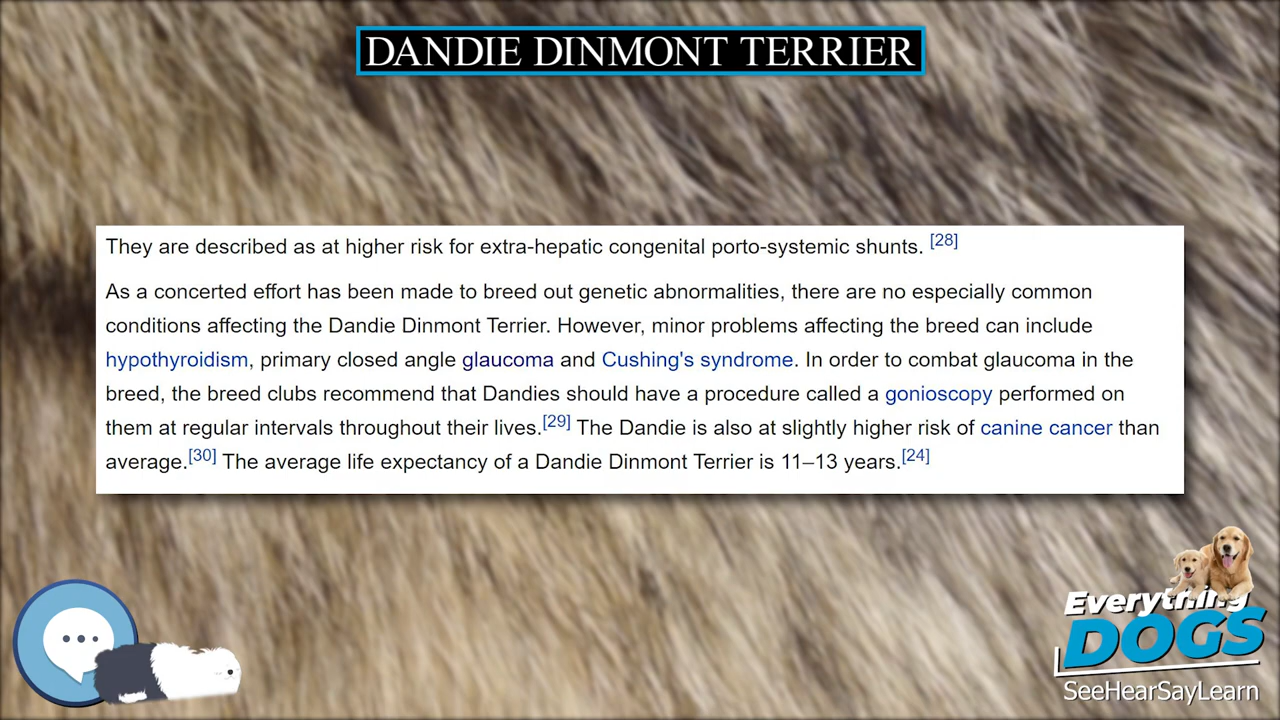 DANDIE DINMONT TERRIER
They are described as at higher risk for extra-hepatic congenital porto-systemic shunts. [28]
As a concerted effort has been made to breed out genetic abnormalities, there are no especially common
conditions affecting the Dandie Dinmont Terrier. However, minor problems affecting the breed can include
hypothyroidism, primary closed angle glaucoma and Cushing's syndrome. In order to combat glaucoma in the
breed, the breed clubs recommend that Dandies should have a procedure called a gonioscopy performed on
them at regular intervals throughout their lives.[29] The Dandie is also at slightly higher risk of canine cancer than
average.[30] The average life expectancy of a Dandie Dinmont Terrier is 11–13 years.[24]
Everything
DOGS
SeeHearSayLearn